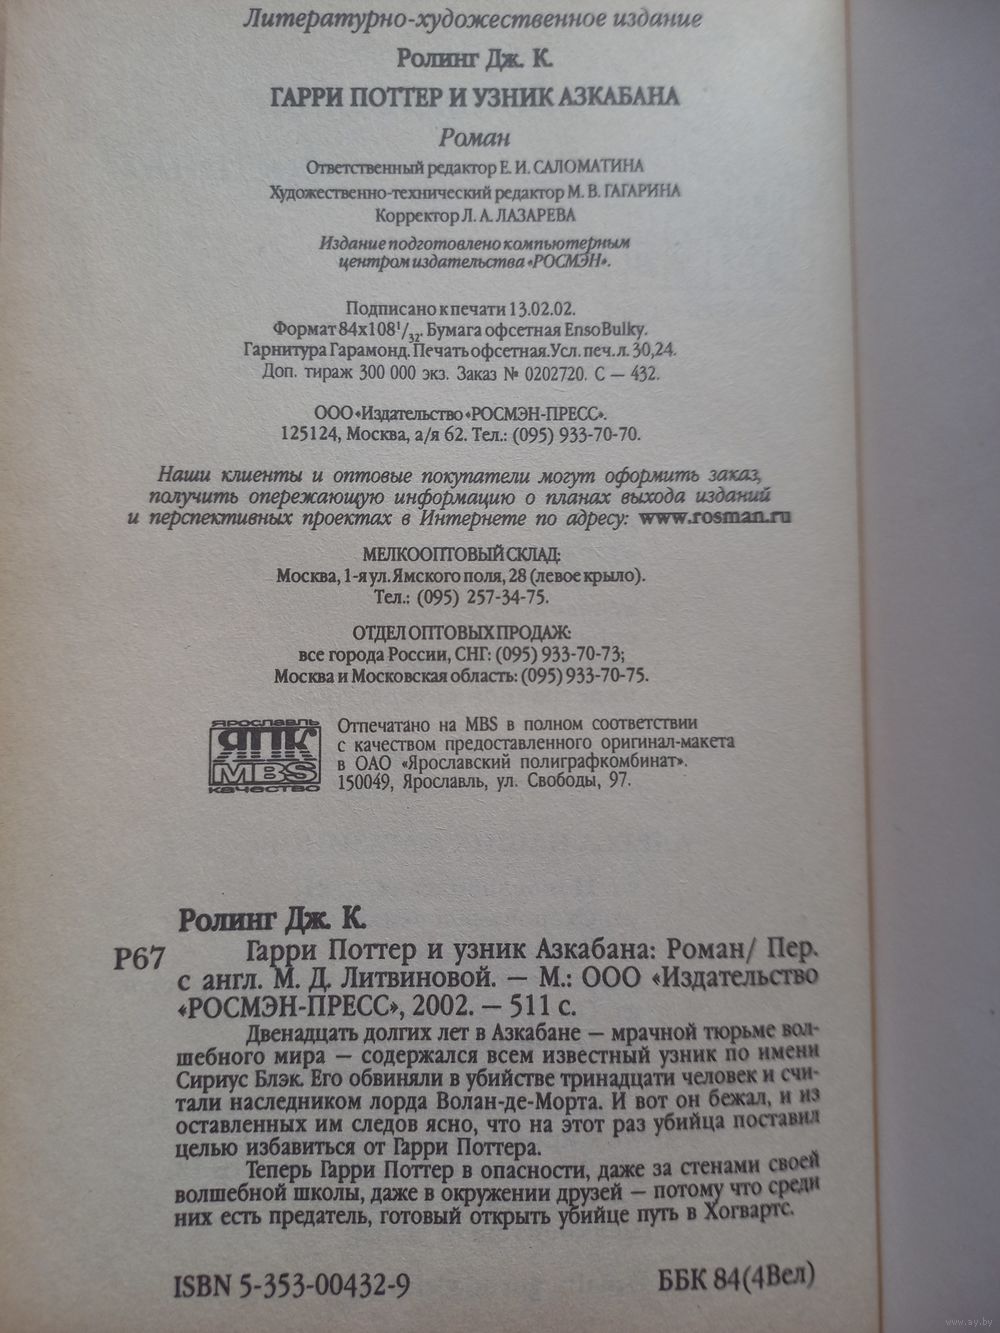 Литературно-художественное издание
Ролинг Дж. К.
ГАРРИ ПОТТЕР И УЗНИК АЗКАБАНА
Роман
Ответственный редактор Е. И. САЛОМАТИНА
Художественно-технический редактор М. В. ГАГАРИНА
Корректор Л. А. ЛАЗАРЕВА
Издание подготовлено компьютерным
центром издательства «РОСМЭН».
Подписано к печати 13.02.02.
Формат 84х108 1/32. Бумага офсетная EnsoBulky.
Гарнитура Гарамонд. Печать офсетная. Усл. печ. л. 30,24.
Доп. тираж 300 000 экз. Заказ № 0202720. С — 432.
ООО «Издательство «РОСМЭН-ПРЕСС».
125124, Москва, а/я 62. Тел.: (095) 933-70-70.
Наши клиенты и оптовые покупатели могут оформить заказ,
получить опережающую информацию о планах выхода изданий
и перспективных проектах в Интернете по адресу: www.rosman.ru
МЕЛКООПТОВЫЙ СКЛАД:
Москва, 1-я ул. Ямского поля, 28 (левое крыло).
Тел.: (095) 257-34-75.
ОТДЕЛ ОПТОВЫХ ПРОДАЖ:
все города России, СНГ: (095) 933-70-73;
Москва и Московская область: (095) 933-70-75.
ЯРОСЛАВЛЬ
ЯПК
MBS
КАЧЕСТВО
Отпечатано на MBS в полном соответствии
с качеством предоставленного оригинал-макета
в ОАО «Ярославский полиграфкомбинат».
150049, Ярославль, ул. Свободы, 97.
Ролинг Дж. К.
Р67 Гарри Поттер и узник Азкабана: Роман/ Пер.
с англ. М. Д. Литвиновой. — М.: ООО «Издательство
«РОСМЭН-ПРЕСС», 2002. — 511 с.
Двенадцать долгих лет в Азкабане — мрачной тюрьме вол-
шебного мира — содержался всем известный узник по имени
Сириус Блэк. Его обвиняли в убийстве тринадцати человек и счи-
тали наследником лорда Волан-де-Морта. И вот он бежал, и из
оставленных им следов ясно, что на этот раз убийца поставил
целью избавиться от Гарри Поттера.
Теперь Гарри Поттер в опасности, даже за стенами своей
волшебной школы, даже в окружении друзей — потому что среди
них есть предатель, готовый открыть убийце путь в Хогвартс.
ISBN 5-353-00432-9
ББК 84(4Вел)
www.ay.by